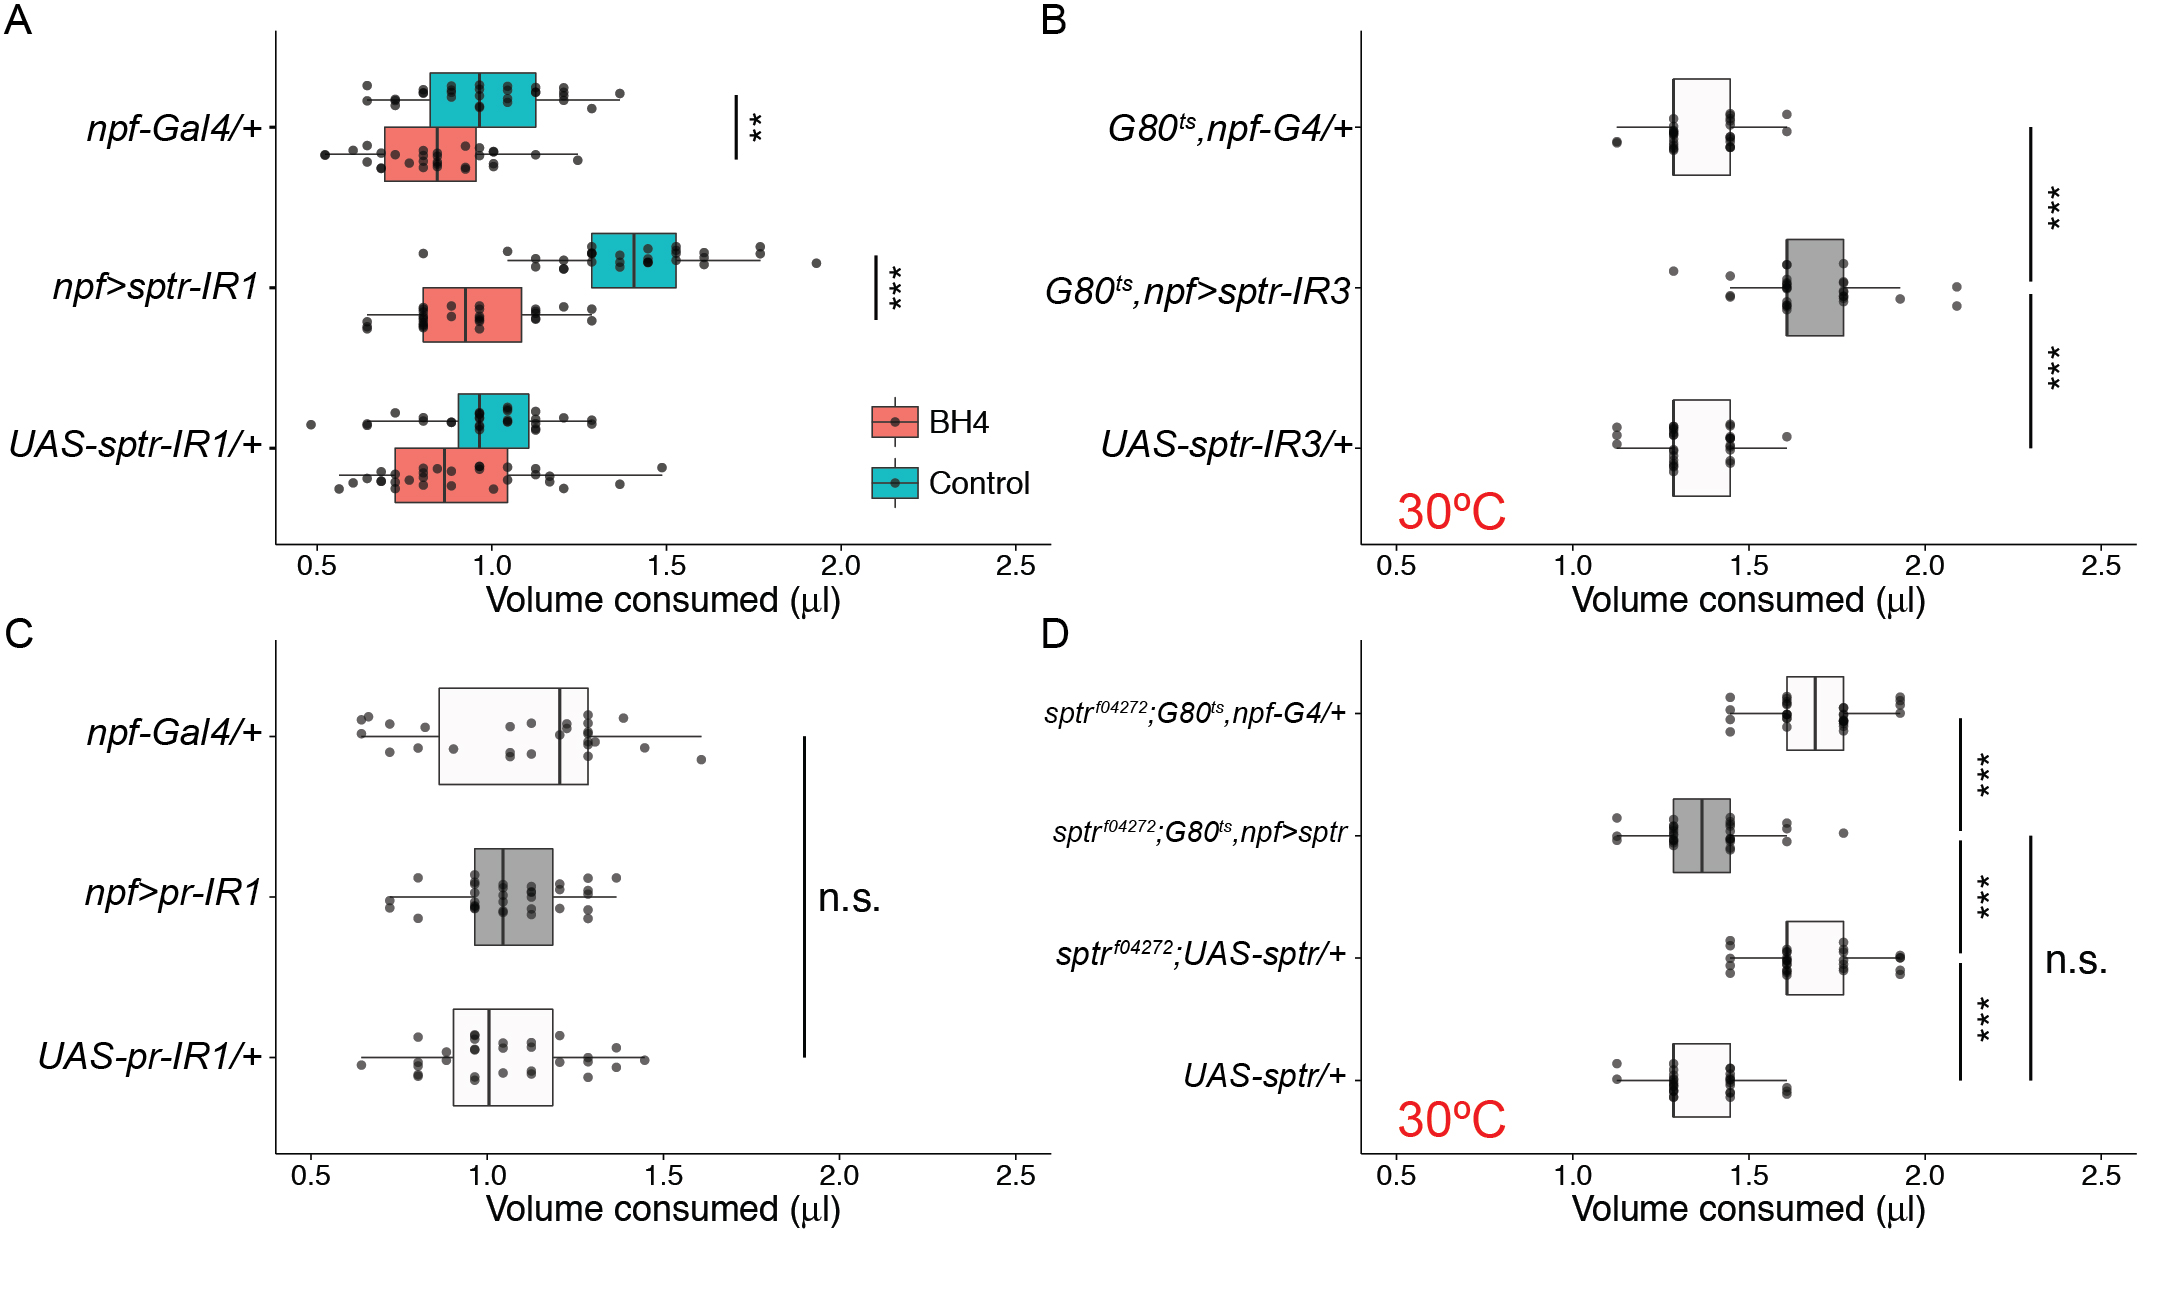 A
npf-Gal4/+
**
npf>sptr-IR1
***
UAS-sptr-IR1/+
BH4
Control
0.5 1.0 1.5 2.0 2.5
Volume consumed (μl)
B
G80ts,npf-G4/+
***
G80ts,npf>sptr-IR3
***
UAS-sptr-IR3/+
30ºC
0.5 1.0 1.5 2.0 2.5
Volume consumed (μl)
C
npf-Gal4/+
npf>pr-IR1
n.s.
UAS-pr-IR1/+
0.5 1.0 1.5 2.0 2.5
Volume consumed (μl)
D
sptrf04272;G80ts,npf-G4/+
***
sptrf04272;G80ts,npf>sptr
***
sptrf04272;UAS-sptr/+
n.s.
***
UAS-sptr/+
30ºC
0.5 1.0 1.5 2.0 2.5
Volume consumed (μl)